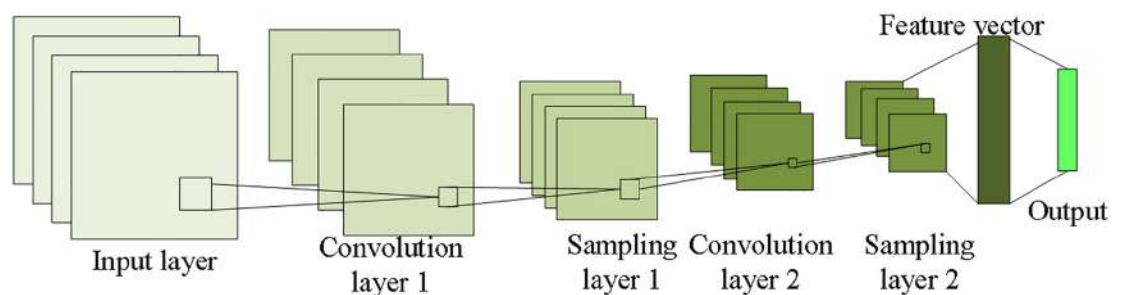 Feature vector
Output
Input layer
Convolution
layer 1
Sampling
layer 1
Convolution
layer 2
Sampling
layer 2